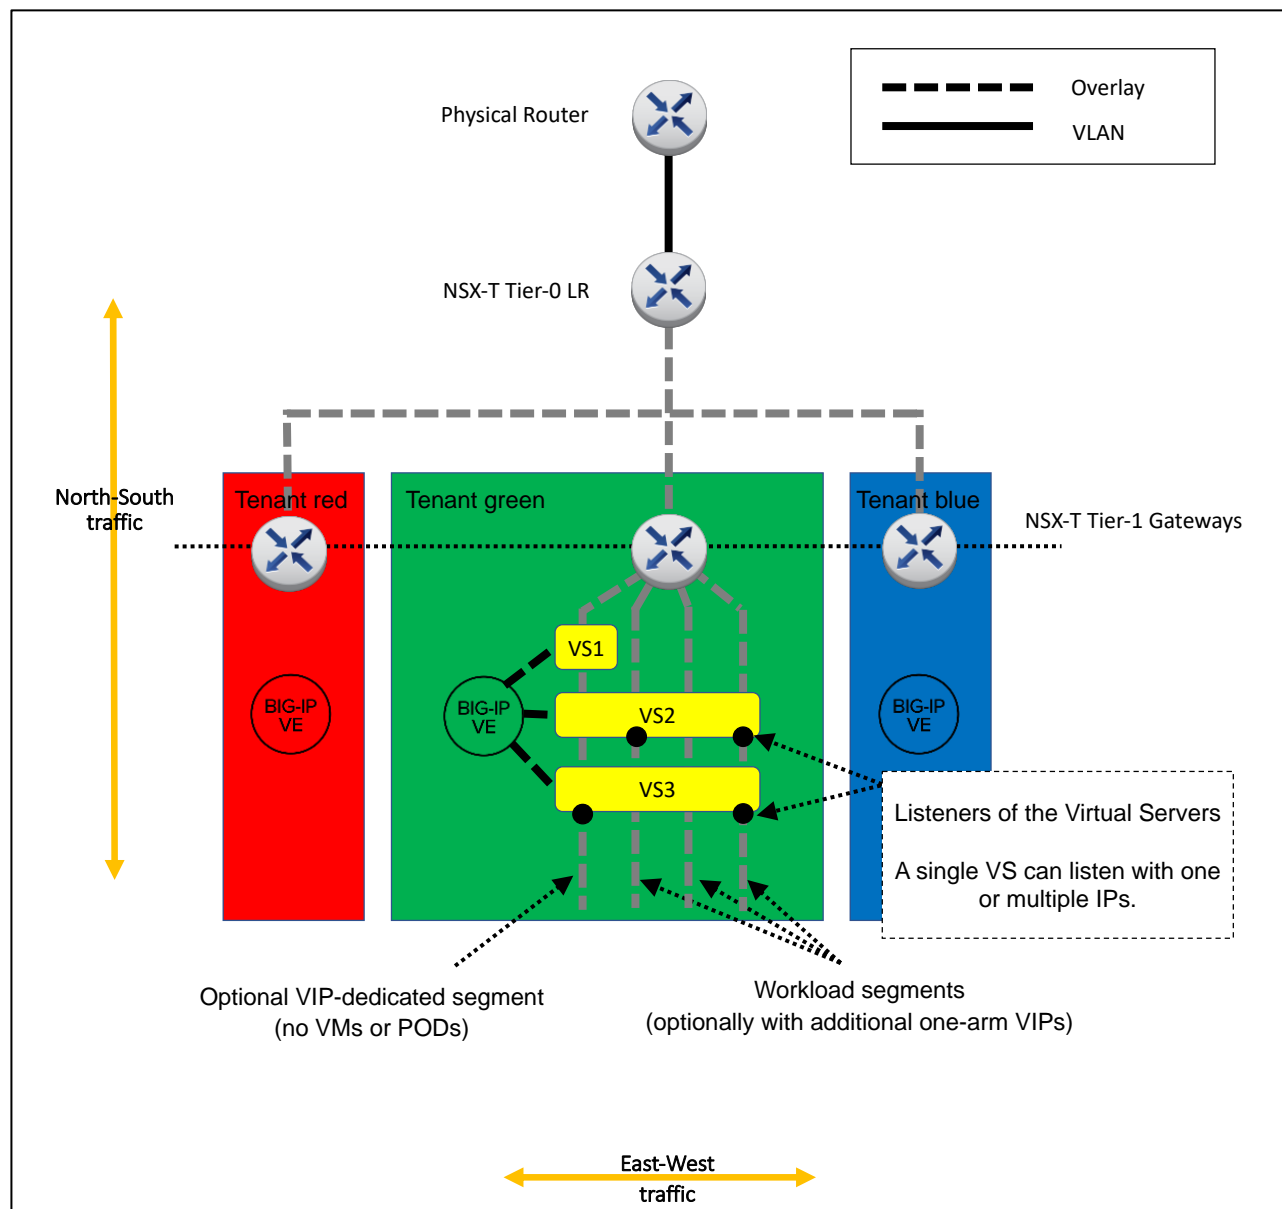 Overlay
Physical Router
VLAN
NSX-T Tier-0 LR
North-South
traffic
Tenant red
Tenant green
Tenant blue
NSX-T Tier-1 Gateways
VS1
BIG-IP
VE
BIG-IP
VE
BIG-IP
VE
VS2
VS3
Listeners of the Virtual Servers
A single VS can listen with one
or multiple IPs.
Optional VIP-dedicated segment
(no VMs or PODs)
Workload segments
(optionally with additional one-arm VIPs)
East-West
traffic